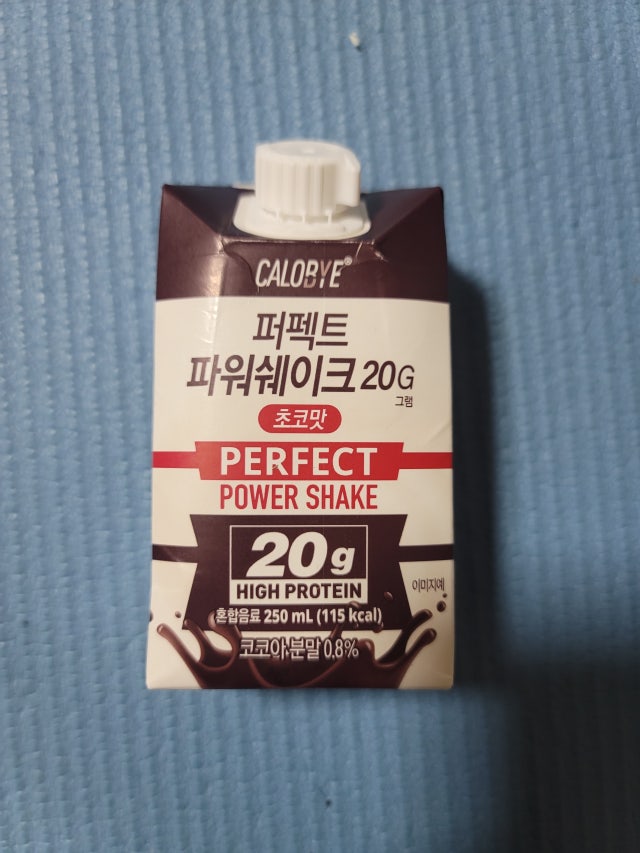 CALOBYE®
퍼펙트
파워쉐이크 20G
그램
초코맛
PERFECT
POWER SHAKE
20g
HIGH PROTEIN
이미지예
혼합음료 250 mL (115 kcal)
코코아분말 0.8%